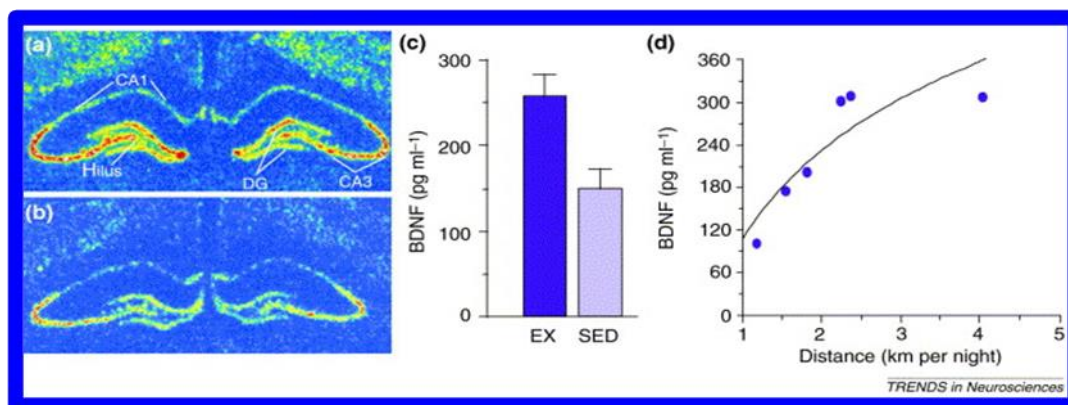 (a)
CA1
Hilus
DG
CA3
(b)
(c)
BDNF (pg ml⁻¹)
300
200
150
100
0
EX
SED
(d)
BDNF (pg ml⁻¹)
360
300
240
180
120
60
0
1
2
3
4
5
Distance (km per night)
TRENDS in Neurosciences